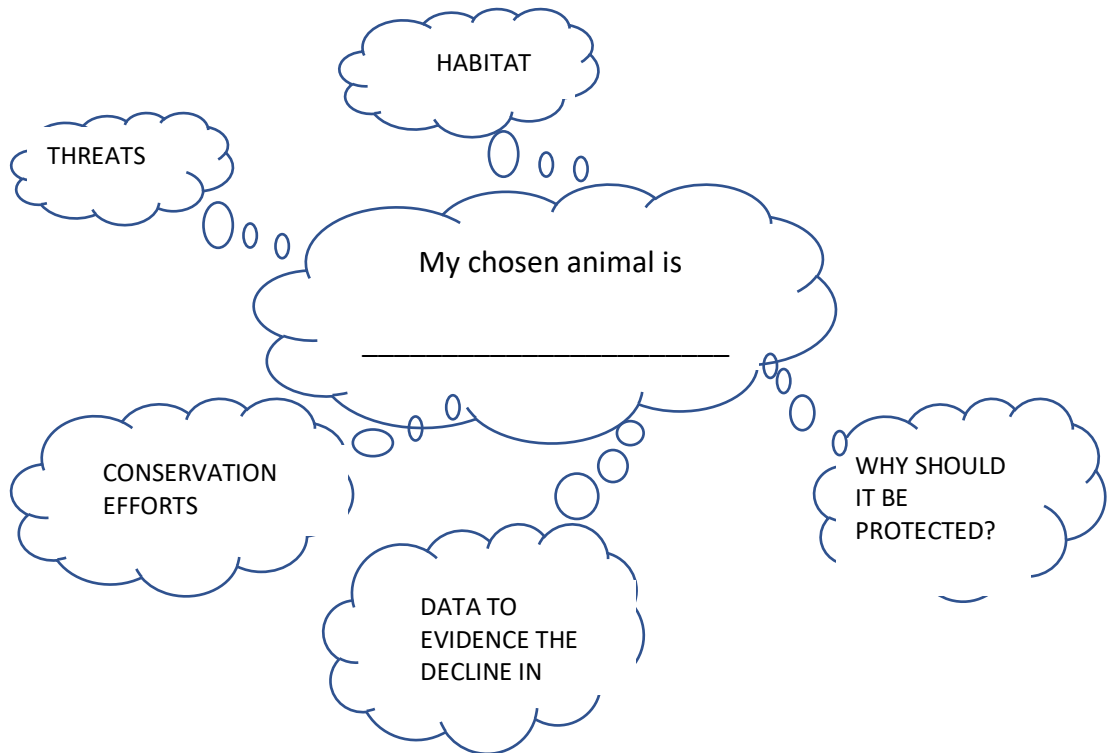 HABITAT
THREATS
My chosen animal is
__________________________
CONSERVATION
EFFORTS
WHY SHOULD
IT BE
PROTECTED?
DATA TO
EVIDENCE THE
DECLINE IN